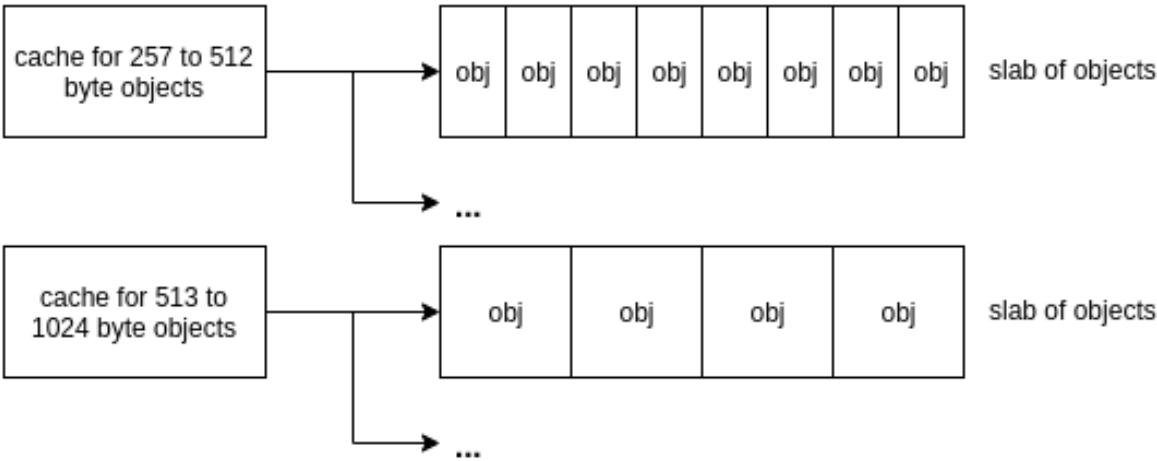 cache for 257 to 512
byte objects
obj obj obj obj obj obj obj obj
slab of objects
...
cache for 513 to
1024 byte objects
obj obj obj obj
slab of objects
...